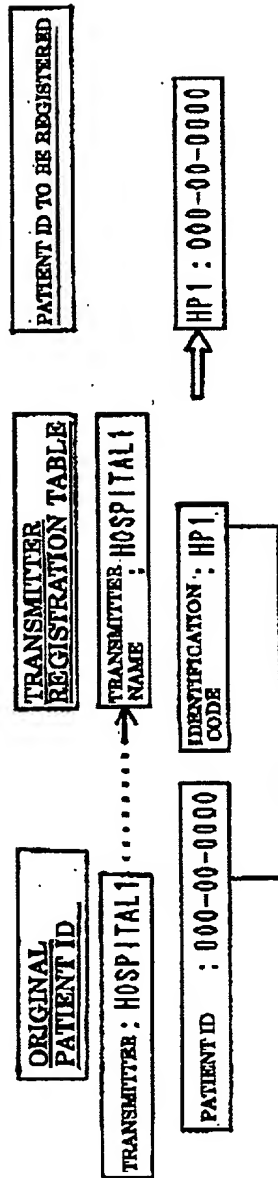 ORIGINAL
PATIENT ID
TRANSMITTER : HOSPITAL1
PATIENT ID : 000-00-0000
TRANSMITTER
REGISTRATION TABLE
TRANSMITTER
NAME : HOSPITAL1
IDENTIFICATION
CODE : HP1
PATIENT ID TO BE REGISTERED
HP1 : 000-00-0000